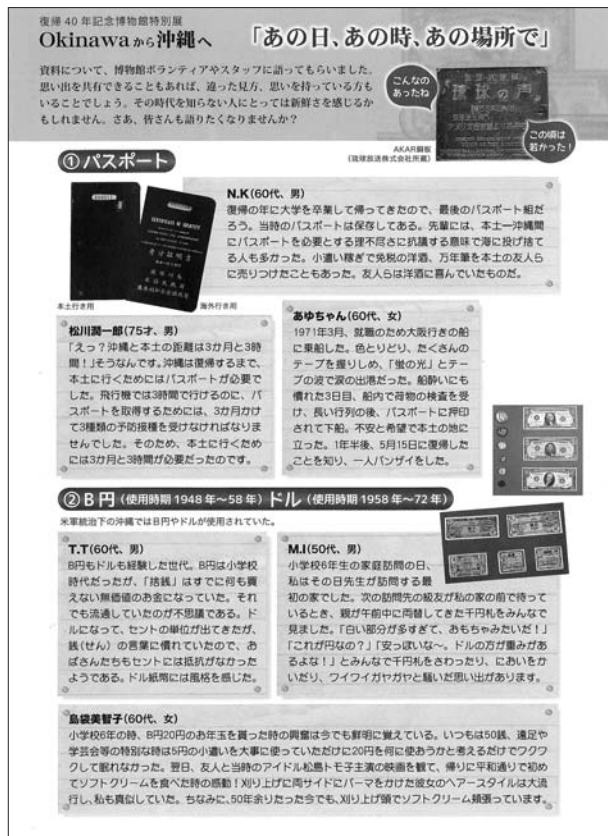 復帰40年記念博物館特別展
Okinawaから沖縄へ 「あの日、あの時、あの場所で」
資料について、博物館ボランティアやスタッフに語ってもらいました。
思い出を共有できることもあれば、違った見方、思いを持っている方も
いることでしょう。その時代を知らない人にとっては新鮮さを感じるか
もしれません。さあ、皆さんも語りたくなりませんか?
こんなの
あったね
琉球の声
この頃は
若かった!
AKAR銅板
(琉球放送株式会社所蔵)
①パスポート
本土行き用
身分証明書
海外行き用
N.K(60代、男)
復帰の年に大学を卒業して帰ってきたので、最後のパスポート組だ
ろう。当時のパスポートは保存してある。先輩には、本土ー沖縄間
にパスポートを必要とする理不尽さに抗議する意味で海に投げ捨て
る人も多かった。小遣い稼ぎで免税の洋酒、万年筆を本土の友人ら
に売りつけたこともあった。友人らは洋酒に喜んでいたものだ。
松川潤一郎(75才、男)
「えっ?沖縄と本土の距離は3か月と3時
間!」そうなんです。沖縄は復帰するまで、
本土に行くためにはパスポートが必要で
した。飛行機では3時間で行けるのに、パ
スポートを取得するためには、3か月かけ
て3種類の予防接種を受けなければなりま
せんでした。そのため、本土に行くため
には3か月と3時間が必要だったのです。
あゆちゃん(60代、女)
1971年3月、就職のため大阪行きの船
に乗船した。色とりどり、たくさんの
テープを握りしめ、「蛍の光」とテー
プの波で涙の出港だった。船酔いにも
慣れた3日目、船内で荷物の検査を受
け、長い行列の後、パスポートに押印
されて下船。不安と希望で本土の地に
立った。1年半後、5月15日に復帰し
たことを知り、一人バンザイをした。
②B円(使用時期1948年〜58年)ドル(使用時期1958年〜72年)
米軍統治下の沖縄ではB円やドルが使用されていた。
T.T(60代、男)
B円もドルも経験した世代。B円は小学校
時代だったが、「拾銭」はすでに何も買
えない無価値のお金になっていた。それ
でも流通していたのが不思議である。ド
ルになって、セントの単位が出てきたが、
銭(せん)の言葉に慣れていたので、お
ばさんたちもセントには抵抗がなかった
ようである。ドル紙幣には風格を感じた。
M.I(50代、男)
小学校6年生の家庭訪問の日、
私はその日先生が訪問する最
初の家でした。次の訪問先の級友が私の家の前で待って
いるとき、親が午前中に両替してきた千円札をみんなで
見ました。「白い部分が多すぎて、おもちゃみたいだ!」
「これが円なの?」「安っぽいな〜。ドルの方が重みがあ
るよな!」とみんなで千円札をさわったり、においをか
いだり、ワイワイガヤガヤと騒いだ思い出があります。
島袋美智子(60代、女)
小学校6年の時、B円20円のお年玉を貰った時の興奮は今でも鮮明に覚えている。いつもは50銭、遠足や
学芸会等の特別な時は5円の小遣いを大事に使っていただけに20円を何に使おうかと考えるだけでワクワ
クして眠れなかった。翌日、友人と当時のアイドル松島トモ子主演の映画を観て、帰りに平和通りで初め
てソフトクリームを食べた時の感動!刈り上げに両サイドにパーマをかけた彼女のヘアースタイルは大流
行し、私も真似していた。ちなみに、50年余りたった今でも、刈り上げ頭でソフトクリーム頬張っています。